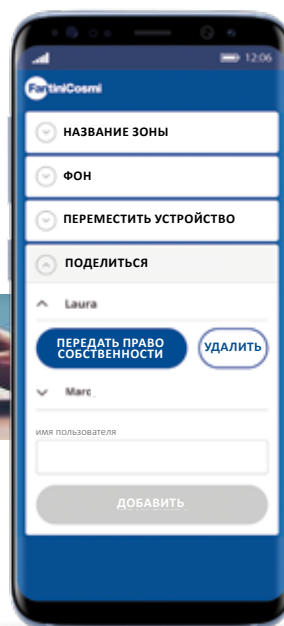 12:06
FantiniCosmi
НАЗВАНИЕ ЗОНЫ
ФОН
ПЕРЕМЕСТИТЬ УСТРОЙСТВО
ПОДЕЛИТЬСЯ
Laura
ПЕРЕДАТЬ ПРАВО
СОБСТВЕННОСТИ
УДАЛИТЬ
Marc
имя пользователя
ДОБАВИТЬ